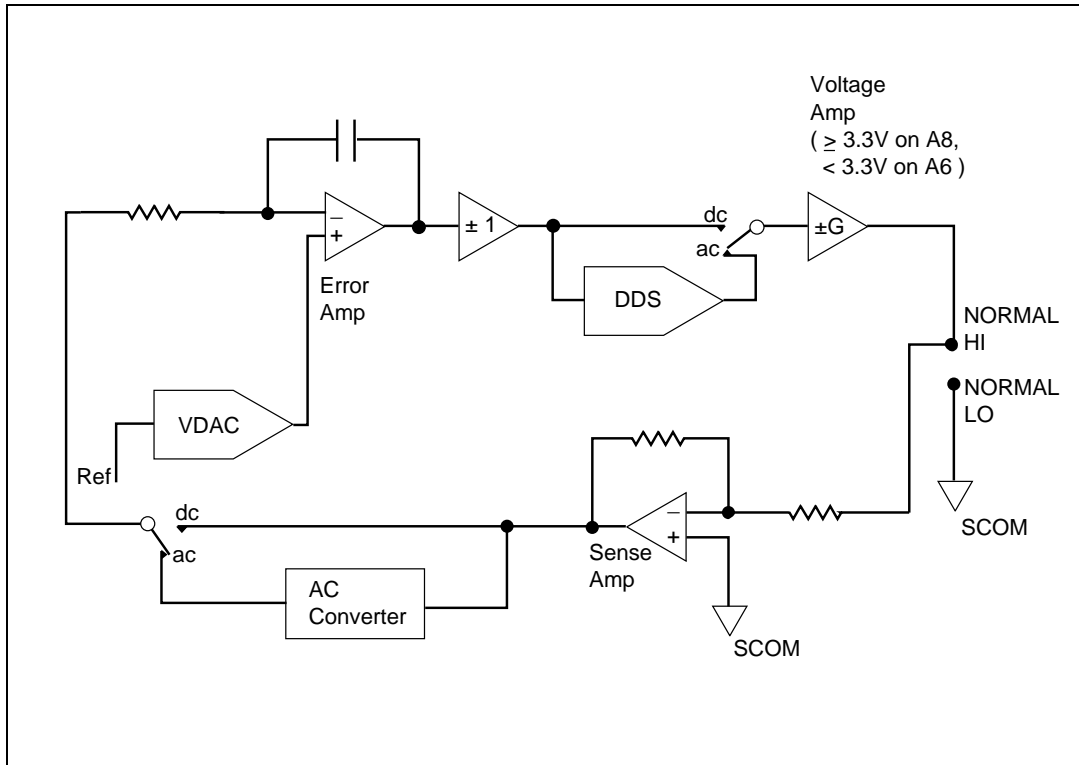 Voltage
Amp
( ≥ 3.3V on A8,
< 3.3V on A6 )
−
+
Error
Amp
± 1
dc
ac
±G
DDS
NORMAL
HI
NORMAL
LO
VDAC
Ref
SCOM
dc
ac
−
+
Sense
Amp
AC
Converter
SCOM